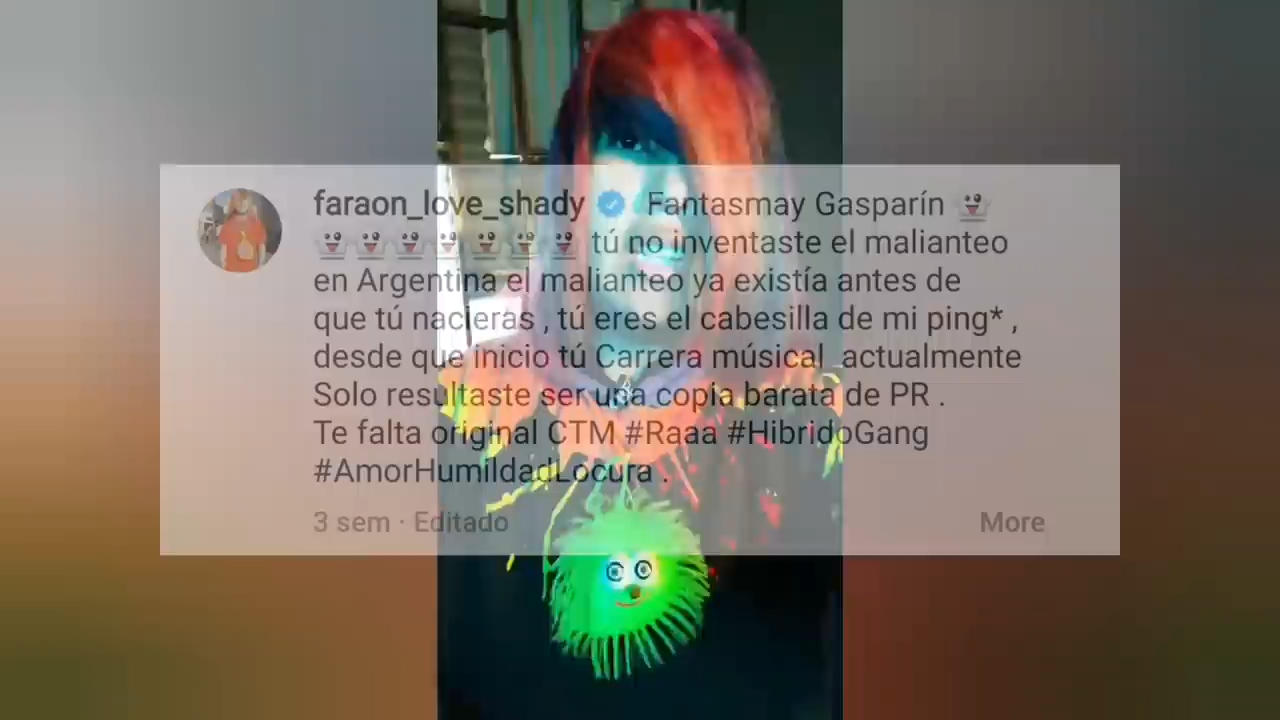 faraon_love_shady Fantasmay Gasparín 👻
👻👻👻👻👻👻👻 tú no inventaste el malianteo
en Argentina el malianteo ya existía antes de
que tú nacieras , tú eres el cabesilla de mi ping* ,
desde que inicio tú Carrera músical actualmente
Solo resultaste ser una copia barata de PR .
Te falta original CTM #Raaa #HibridoGang
#AmorHumildadLocura .
3 sem · Editado More